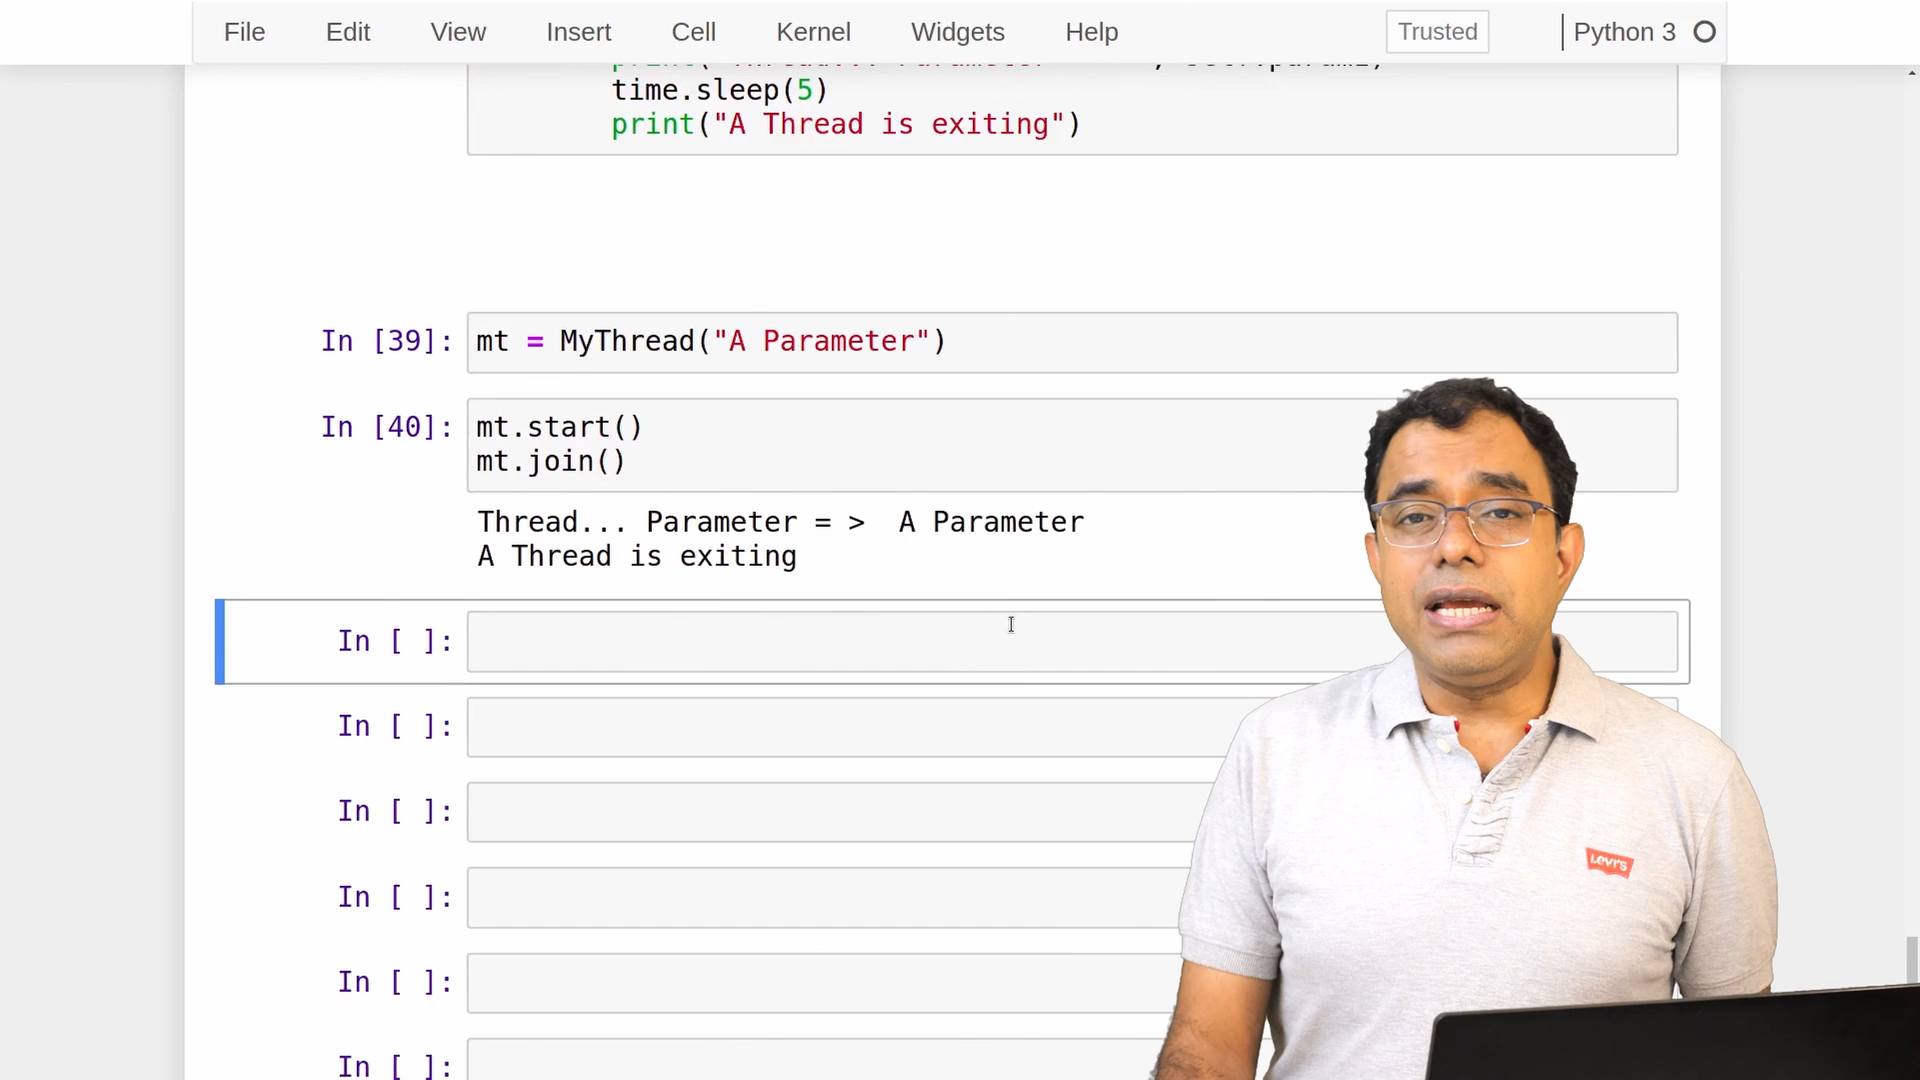 File Edit View Insert Cell Kernel Widgets Help Trusted Python 3
time.sleep(5)
print("A Thread is exiting")
In [39]: mt = MyThread("A Parameter")
In [40]: mt.start()
mt.join()
Thread... Parameter = >  A Parameter
A Thread is exiting
In [ ]:
In [ ]:
In [ ]:
In [ ]:
In [ ]:
In [ ]:
Levi's